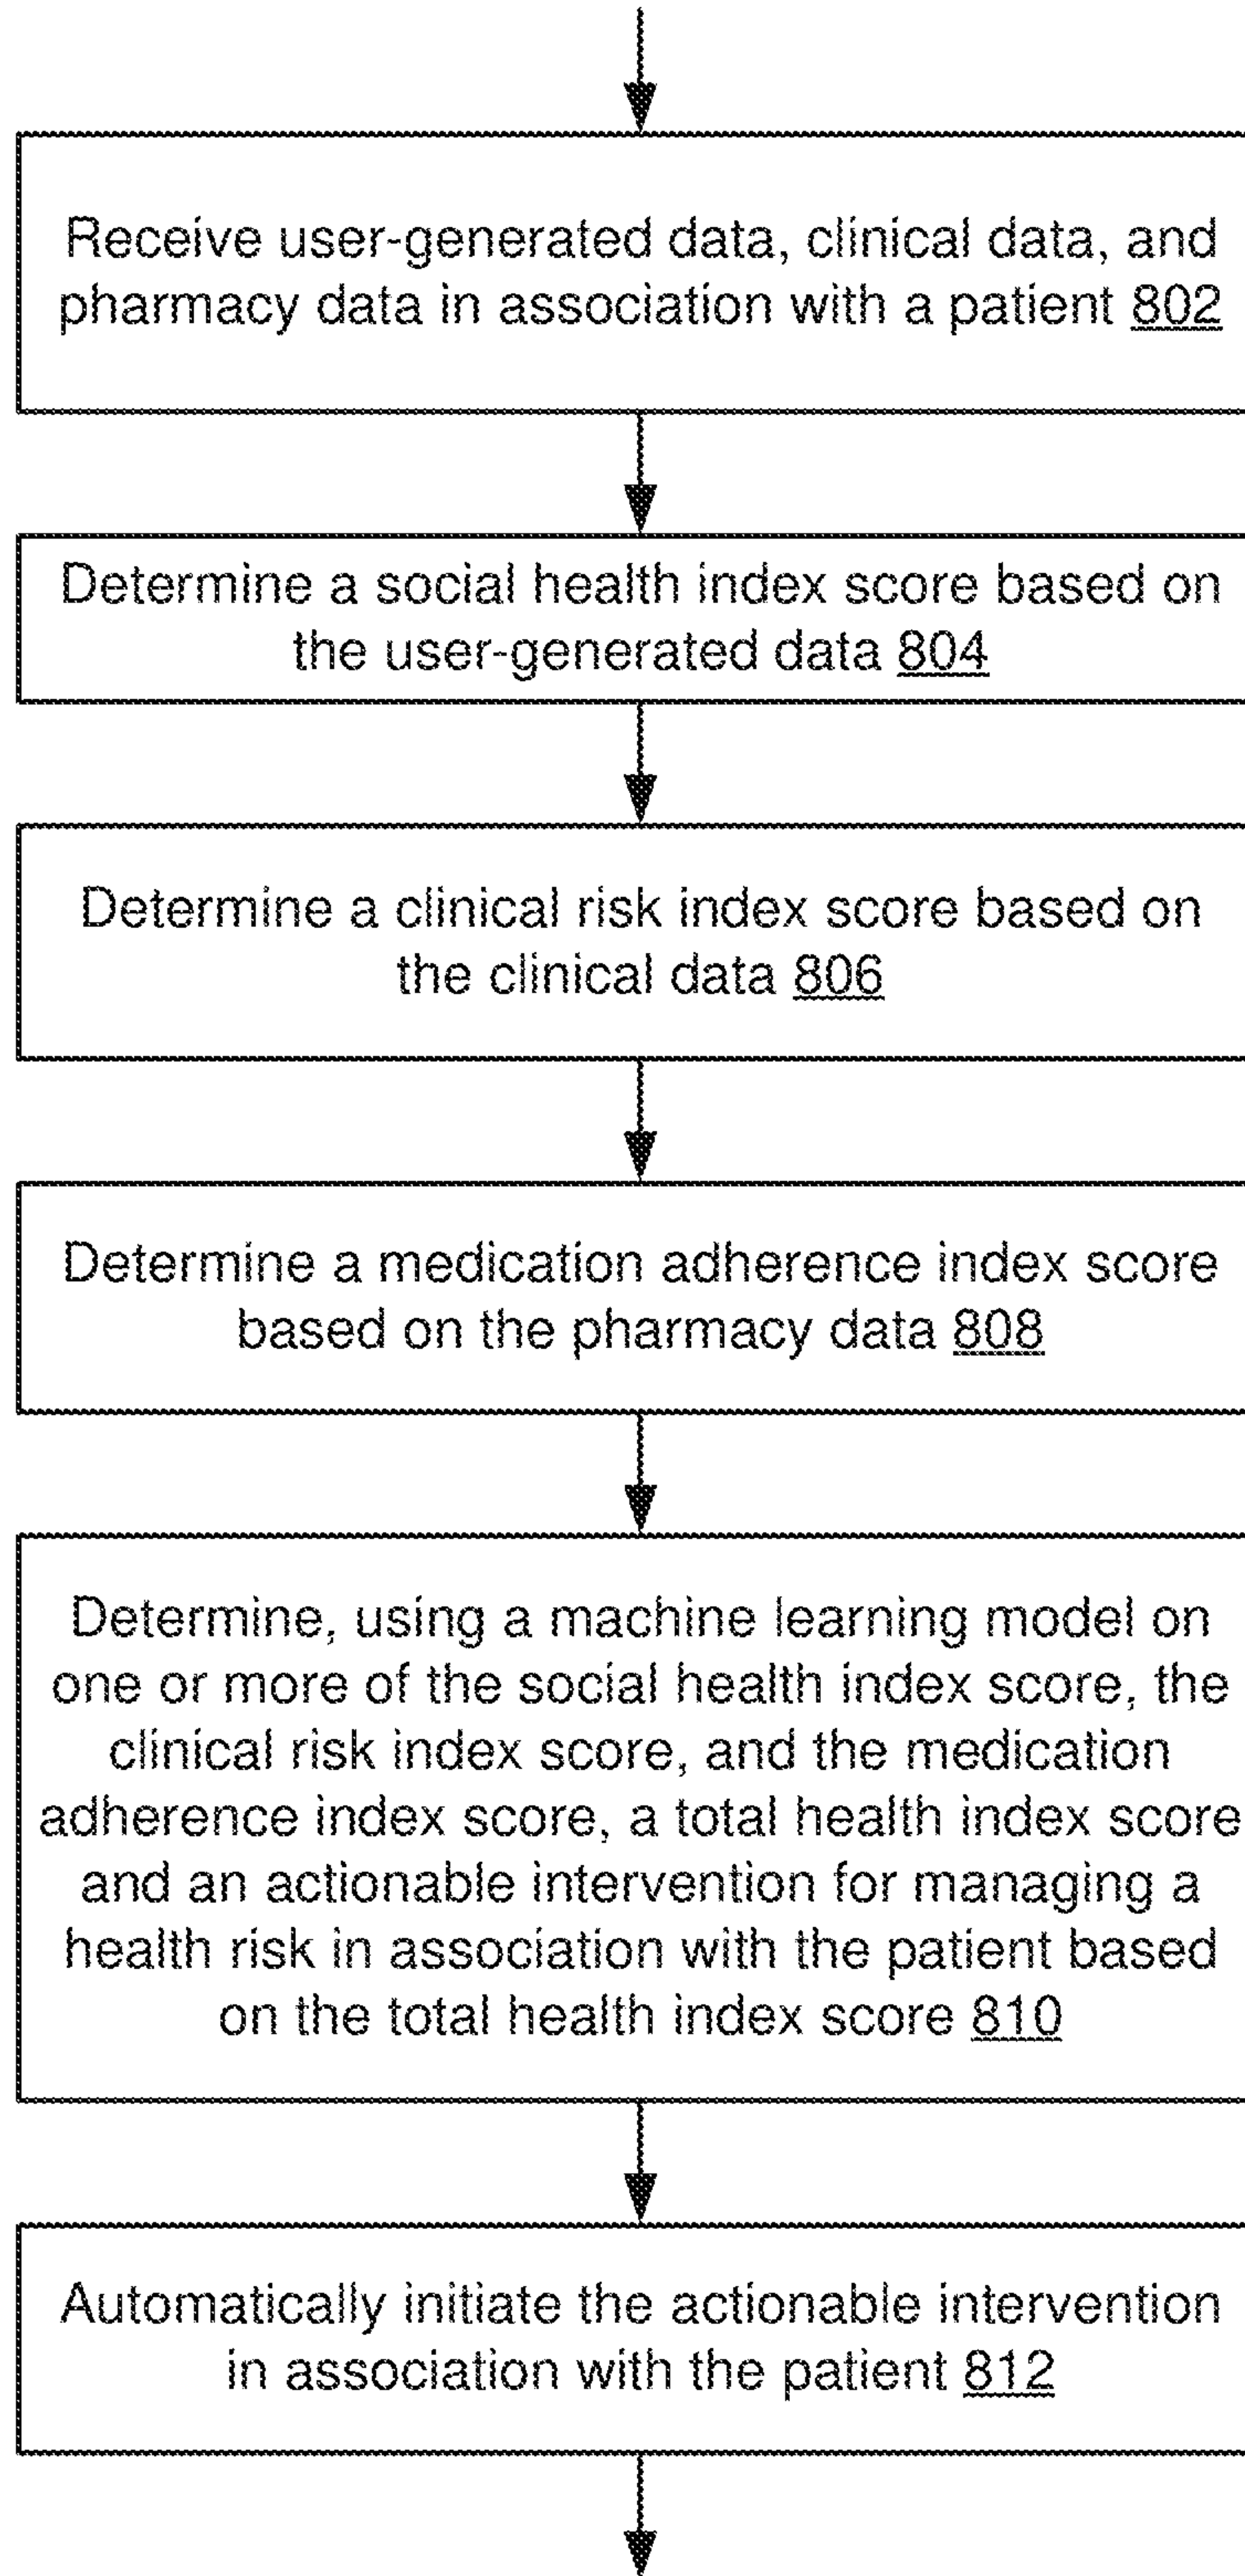 Receive user-generated data, clinical data, and
pharmacy data in association with a patient 802
Determine a social health index score based on
the user-generated data 804
Determine a clinical risk index score based on
the clinical data 806
Determine a medication adherence index score
based on the pharmacy data 808
Determine, using a machine learning model on
one or more of the social health index score, the
clinical risk index score, and the medication
adherence index score, a total health index score
and an actionable intervention for managing a
health risk in association with the patient based
on the total health index score 810
Automatically initiate the actionable intervention
in association with the patient 812